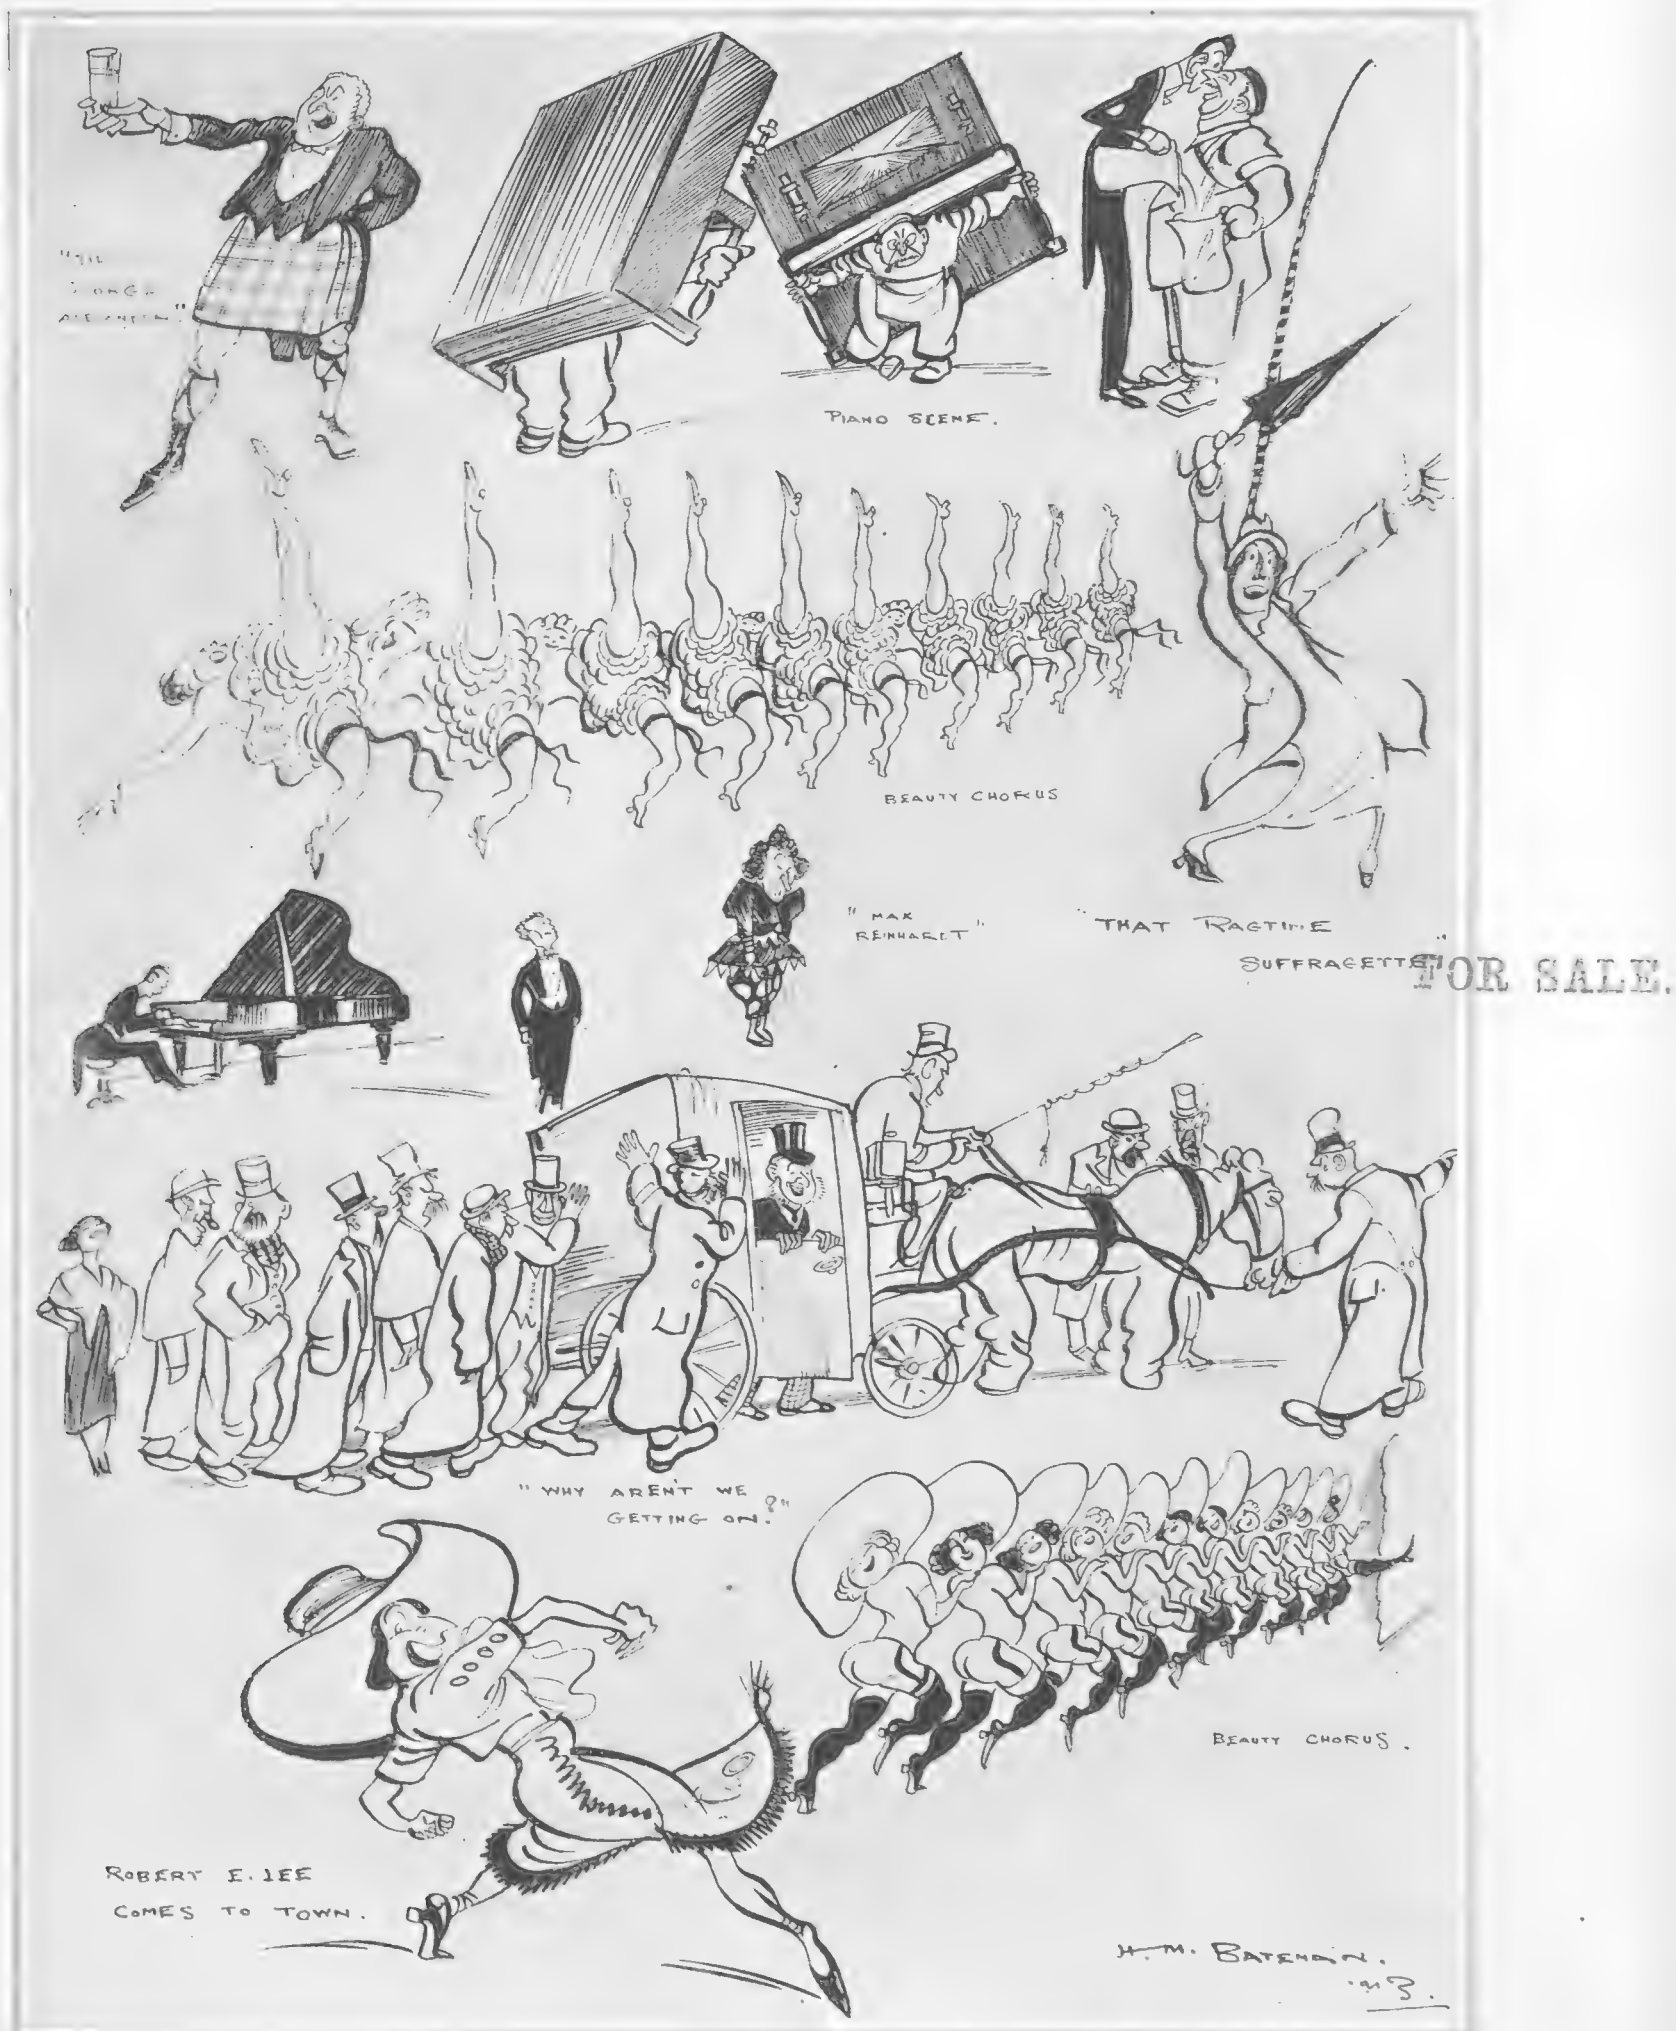 PIANO SCENE.
BEAUTY CHORUS
"MAX
REINHARDT"
"THAT RAGTIME
SUFFRAGETTE"
FOR SALE.
"WHY AREN'T WE
GETTING ON?"
BEAUTY CHORUS.
ROBERT E. LEE
COMES TO TOWN.
H. M. BATEMAN.